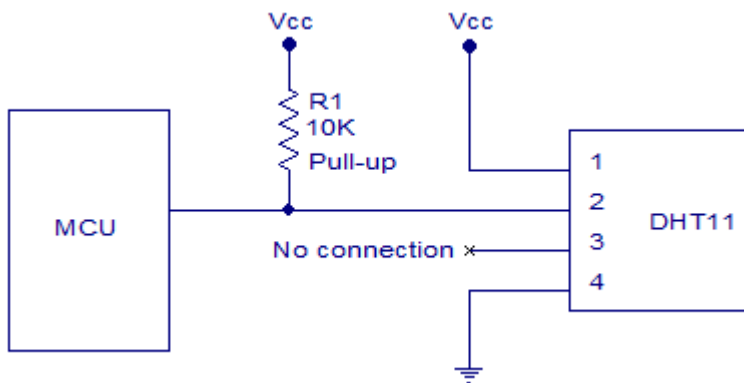 Vcc
Vcc
R1
10K
Pull-up
1
2
MCU
DHT11
No connection
3
4